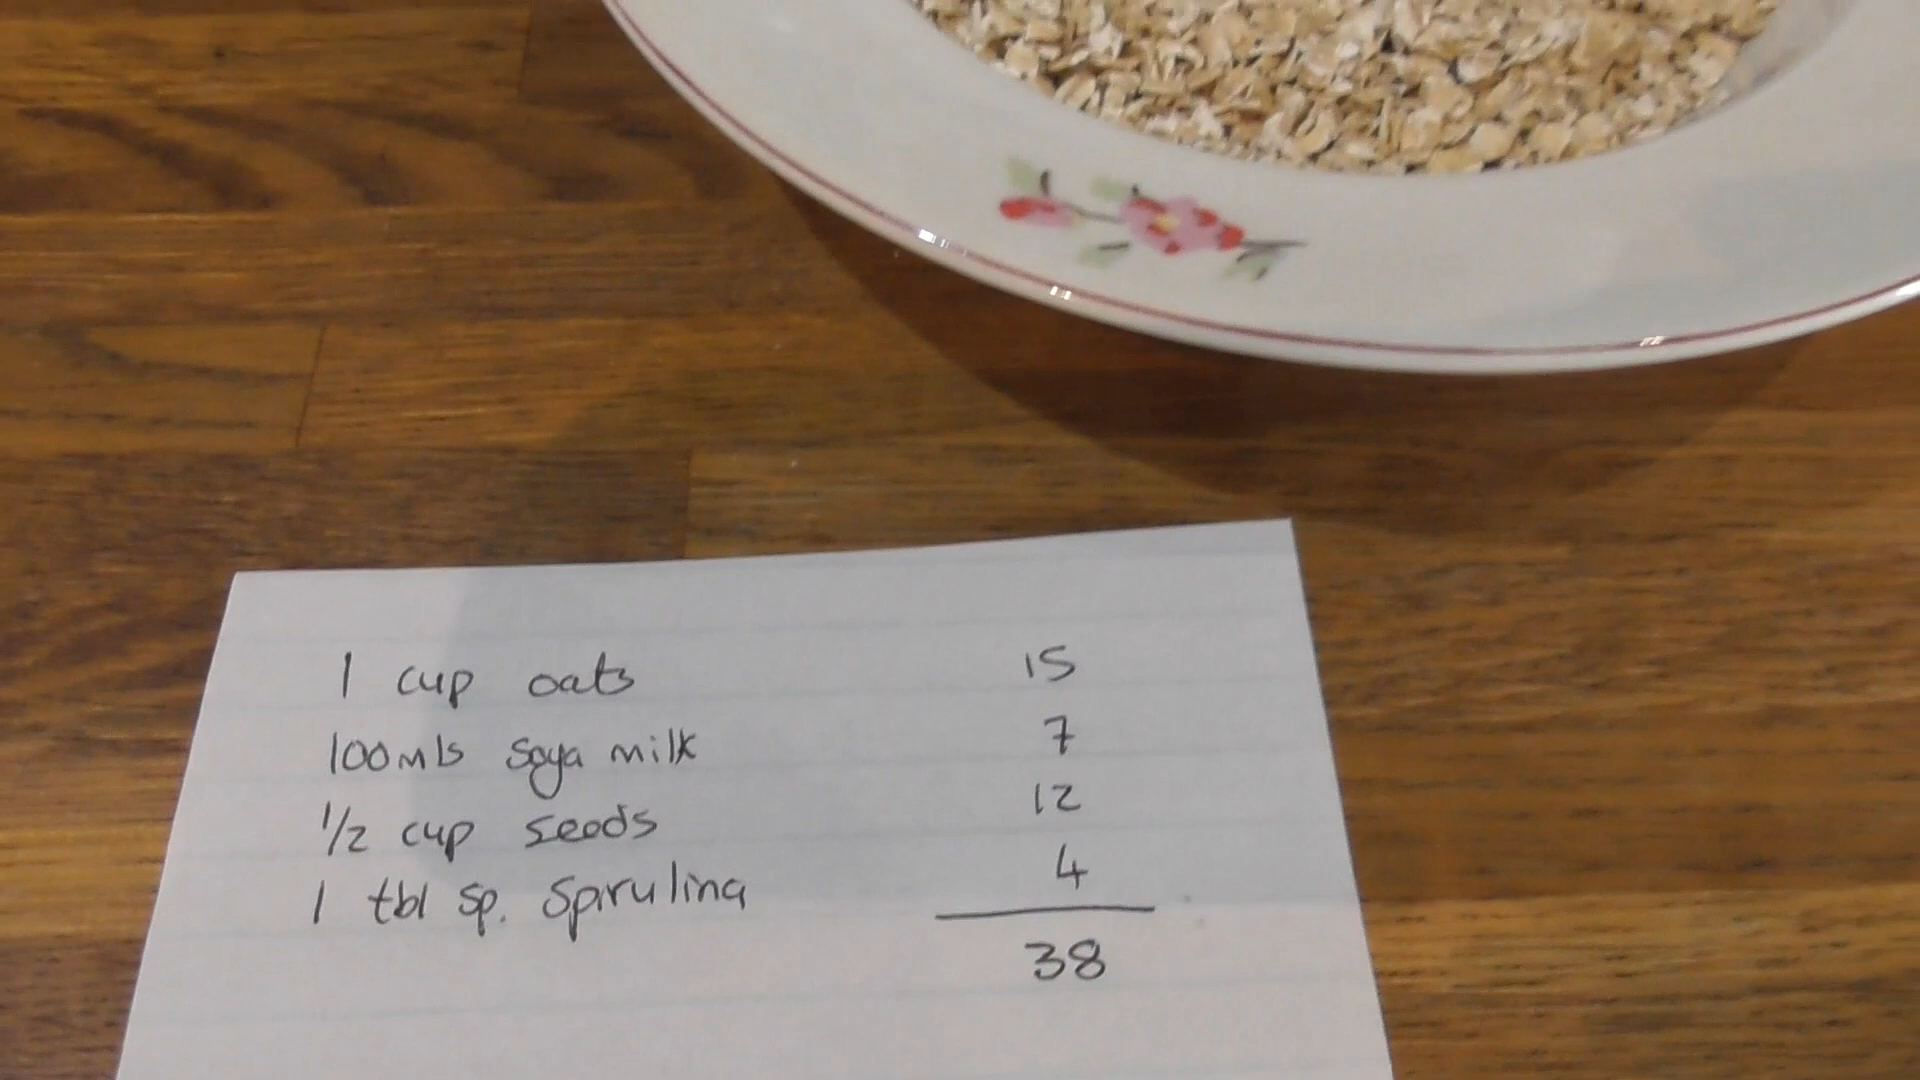 1 cup oats 15
100mls soya milk 7
1/2 cup seeds 12
1 tbl sp. spirulina 4
38